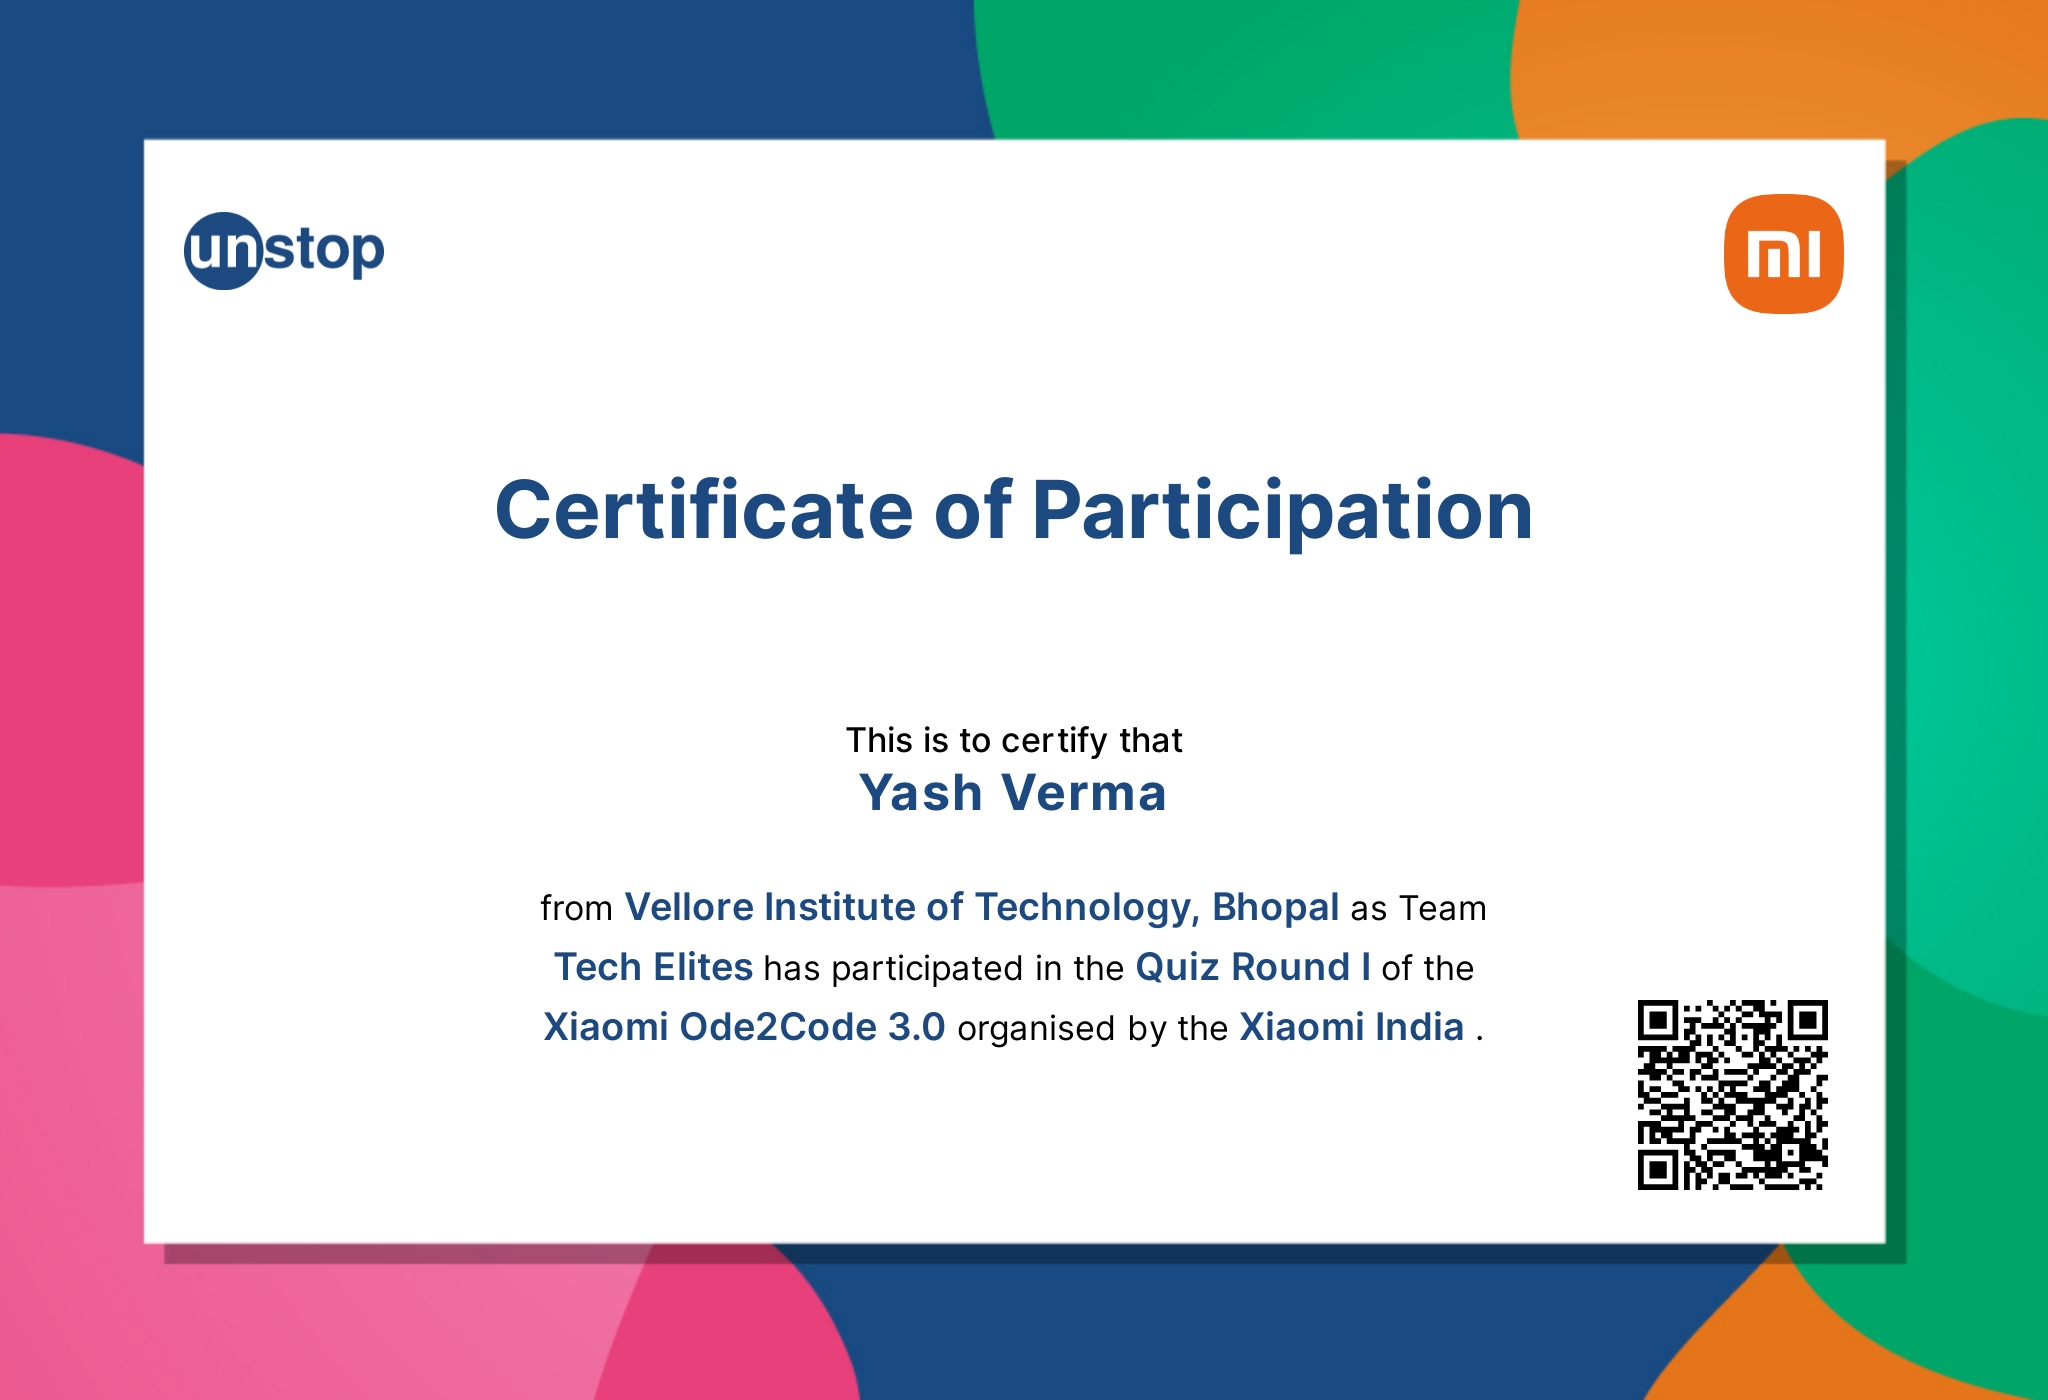 unstop
mi
Certificate of Participation
This is to certify that
Yash Verma
from Vellore Institute of Technology, Bhopal as Team
Tech Elites has participated in the Quiz Round I of the
Xiaomi Ode2Code 3.0 organised by the Xiaomi India .